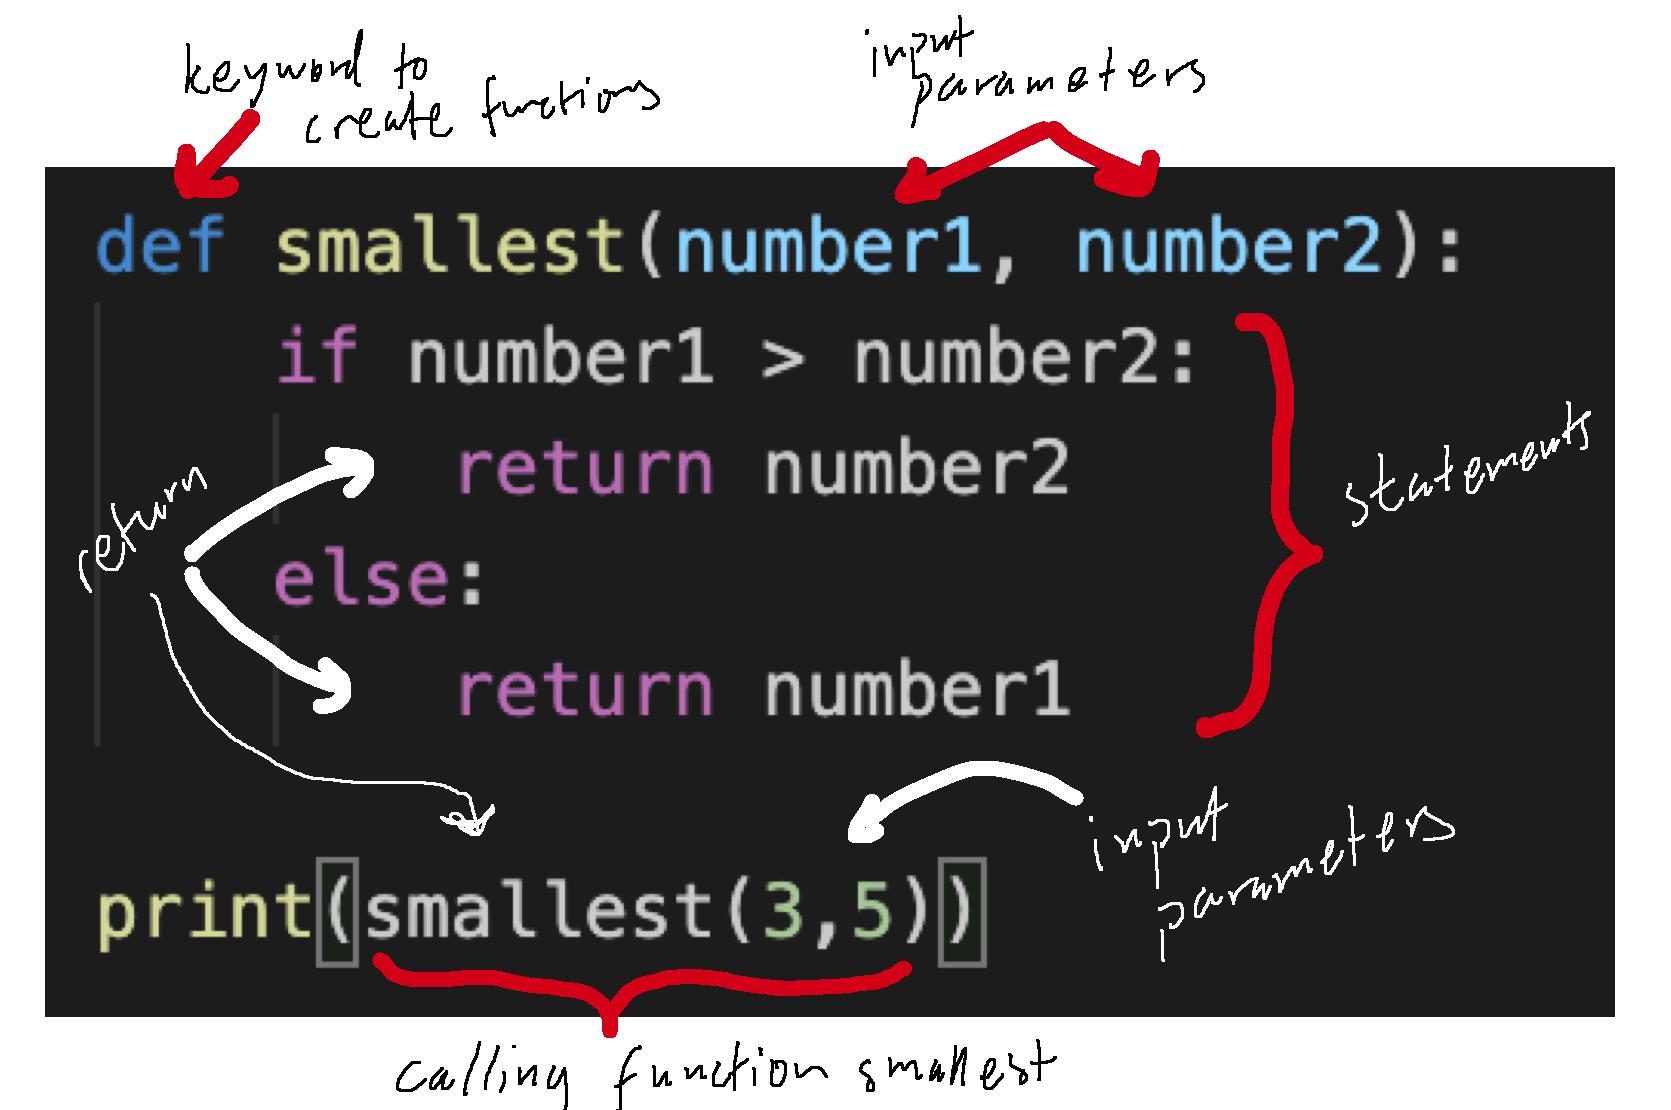 keyword to
create functions
input
parameters
def smallest(number1, number2):
if number1 > number2:
return number2
return
statements
else:
return number1
input
parameters
print(smallest(3,5))
calling function smallest